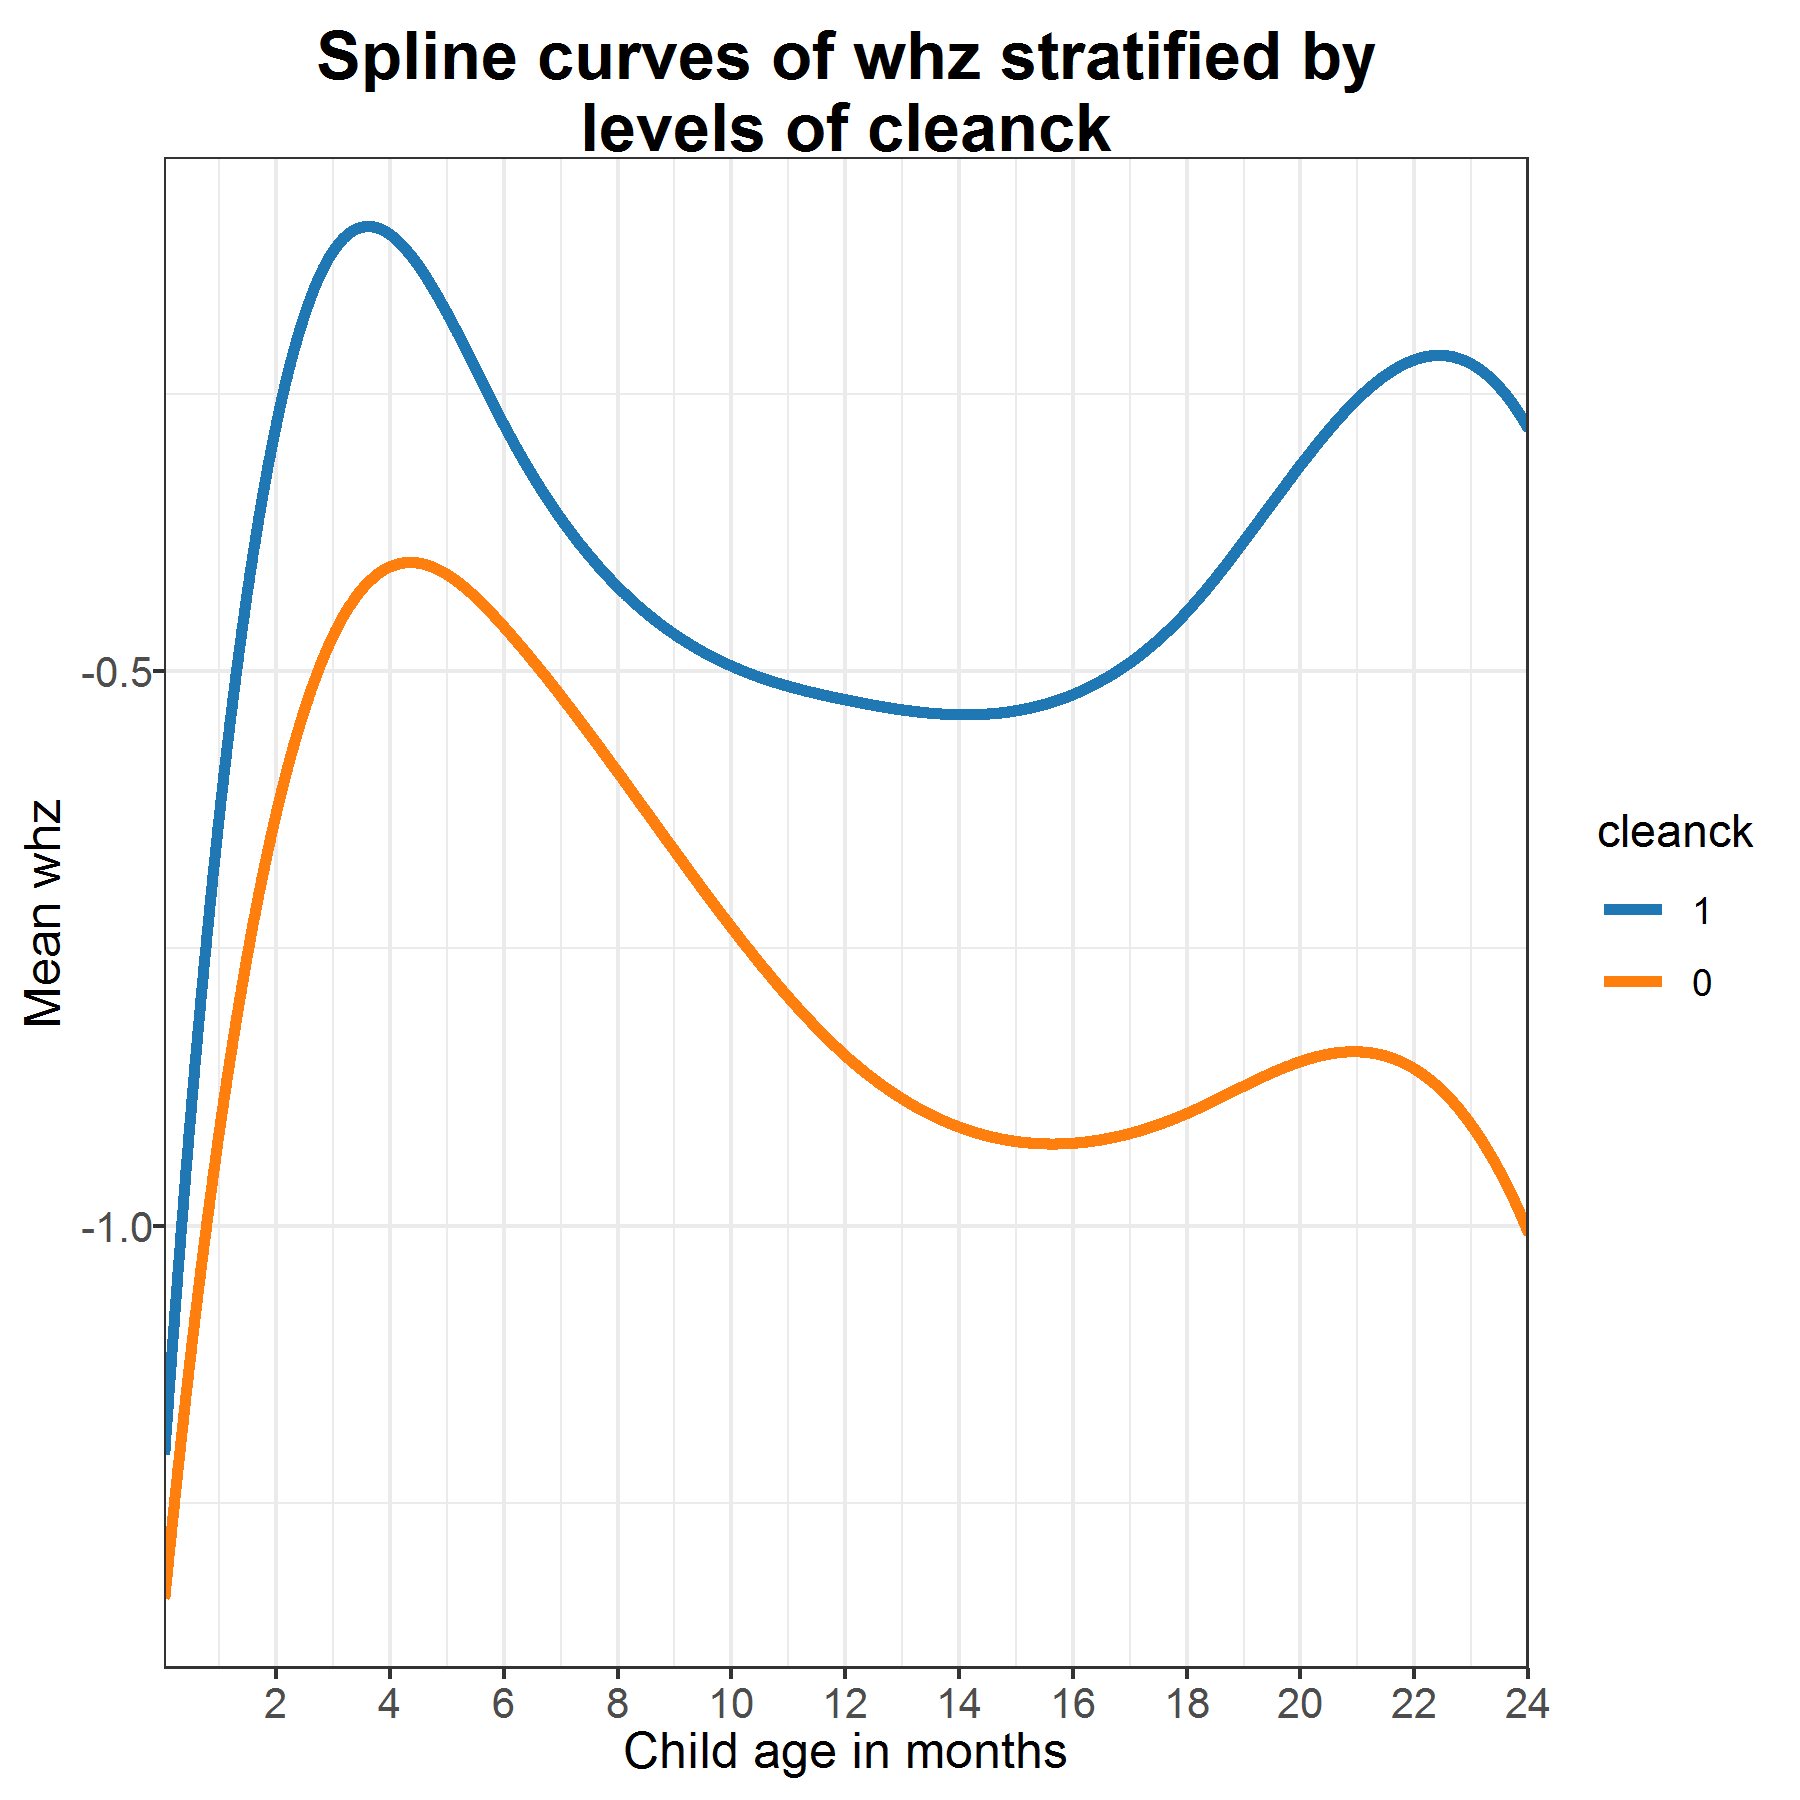 Spline curves of whz stratified by
levels of cleanck
Mean whz
-0.5
-1.0
2 4 6 8 10 12 14 16 18 20 22 24
Child age in months
cleanck
1
0